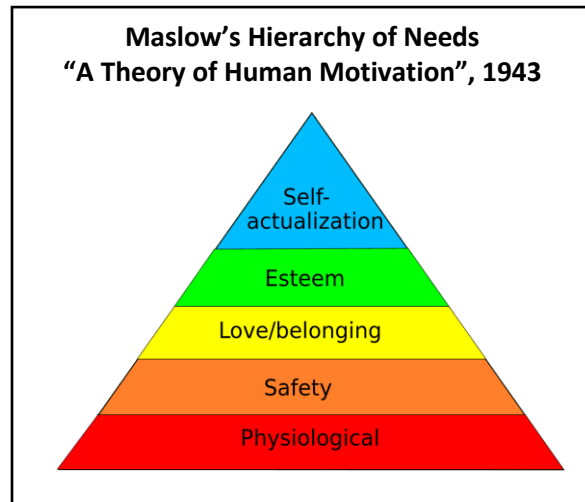 Maslow’s Hierarchy of Needs
“A Theory of Human Motivation”, 1943
Self-
actualization
Esteem
Love/belonging
Safety
Physiological